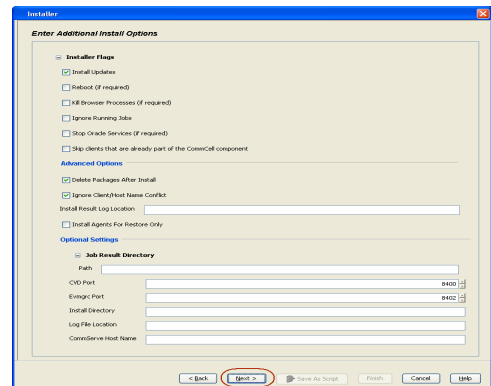 Installer
Enter Additional Install Options
Installer Flags
Install Updates
Reboot (if required)
Kill Browser Processes (if required)
Ignore Running Jobs
Stop Oracle Services (if required)
Skip clients that are already part of the CommCell component
Advanced Options
Delete Packages After Install
Ignore Client/Host Name Conflict
Install Result Log Location
Install Agents For Restore Only
Optional Settings
Job Result Directory
Path
CVD Port 8400
Evmgrc Port 8402
Install Directory
Log File Location
CommServe Host Name
< Back Next > Save As Script Finish Cancel Help